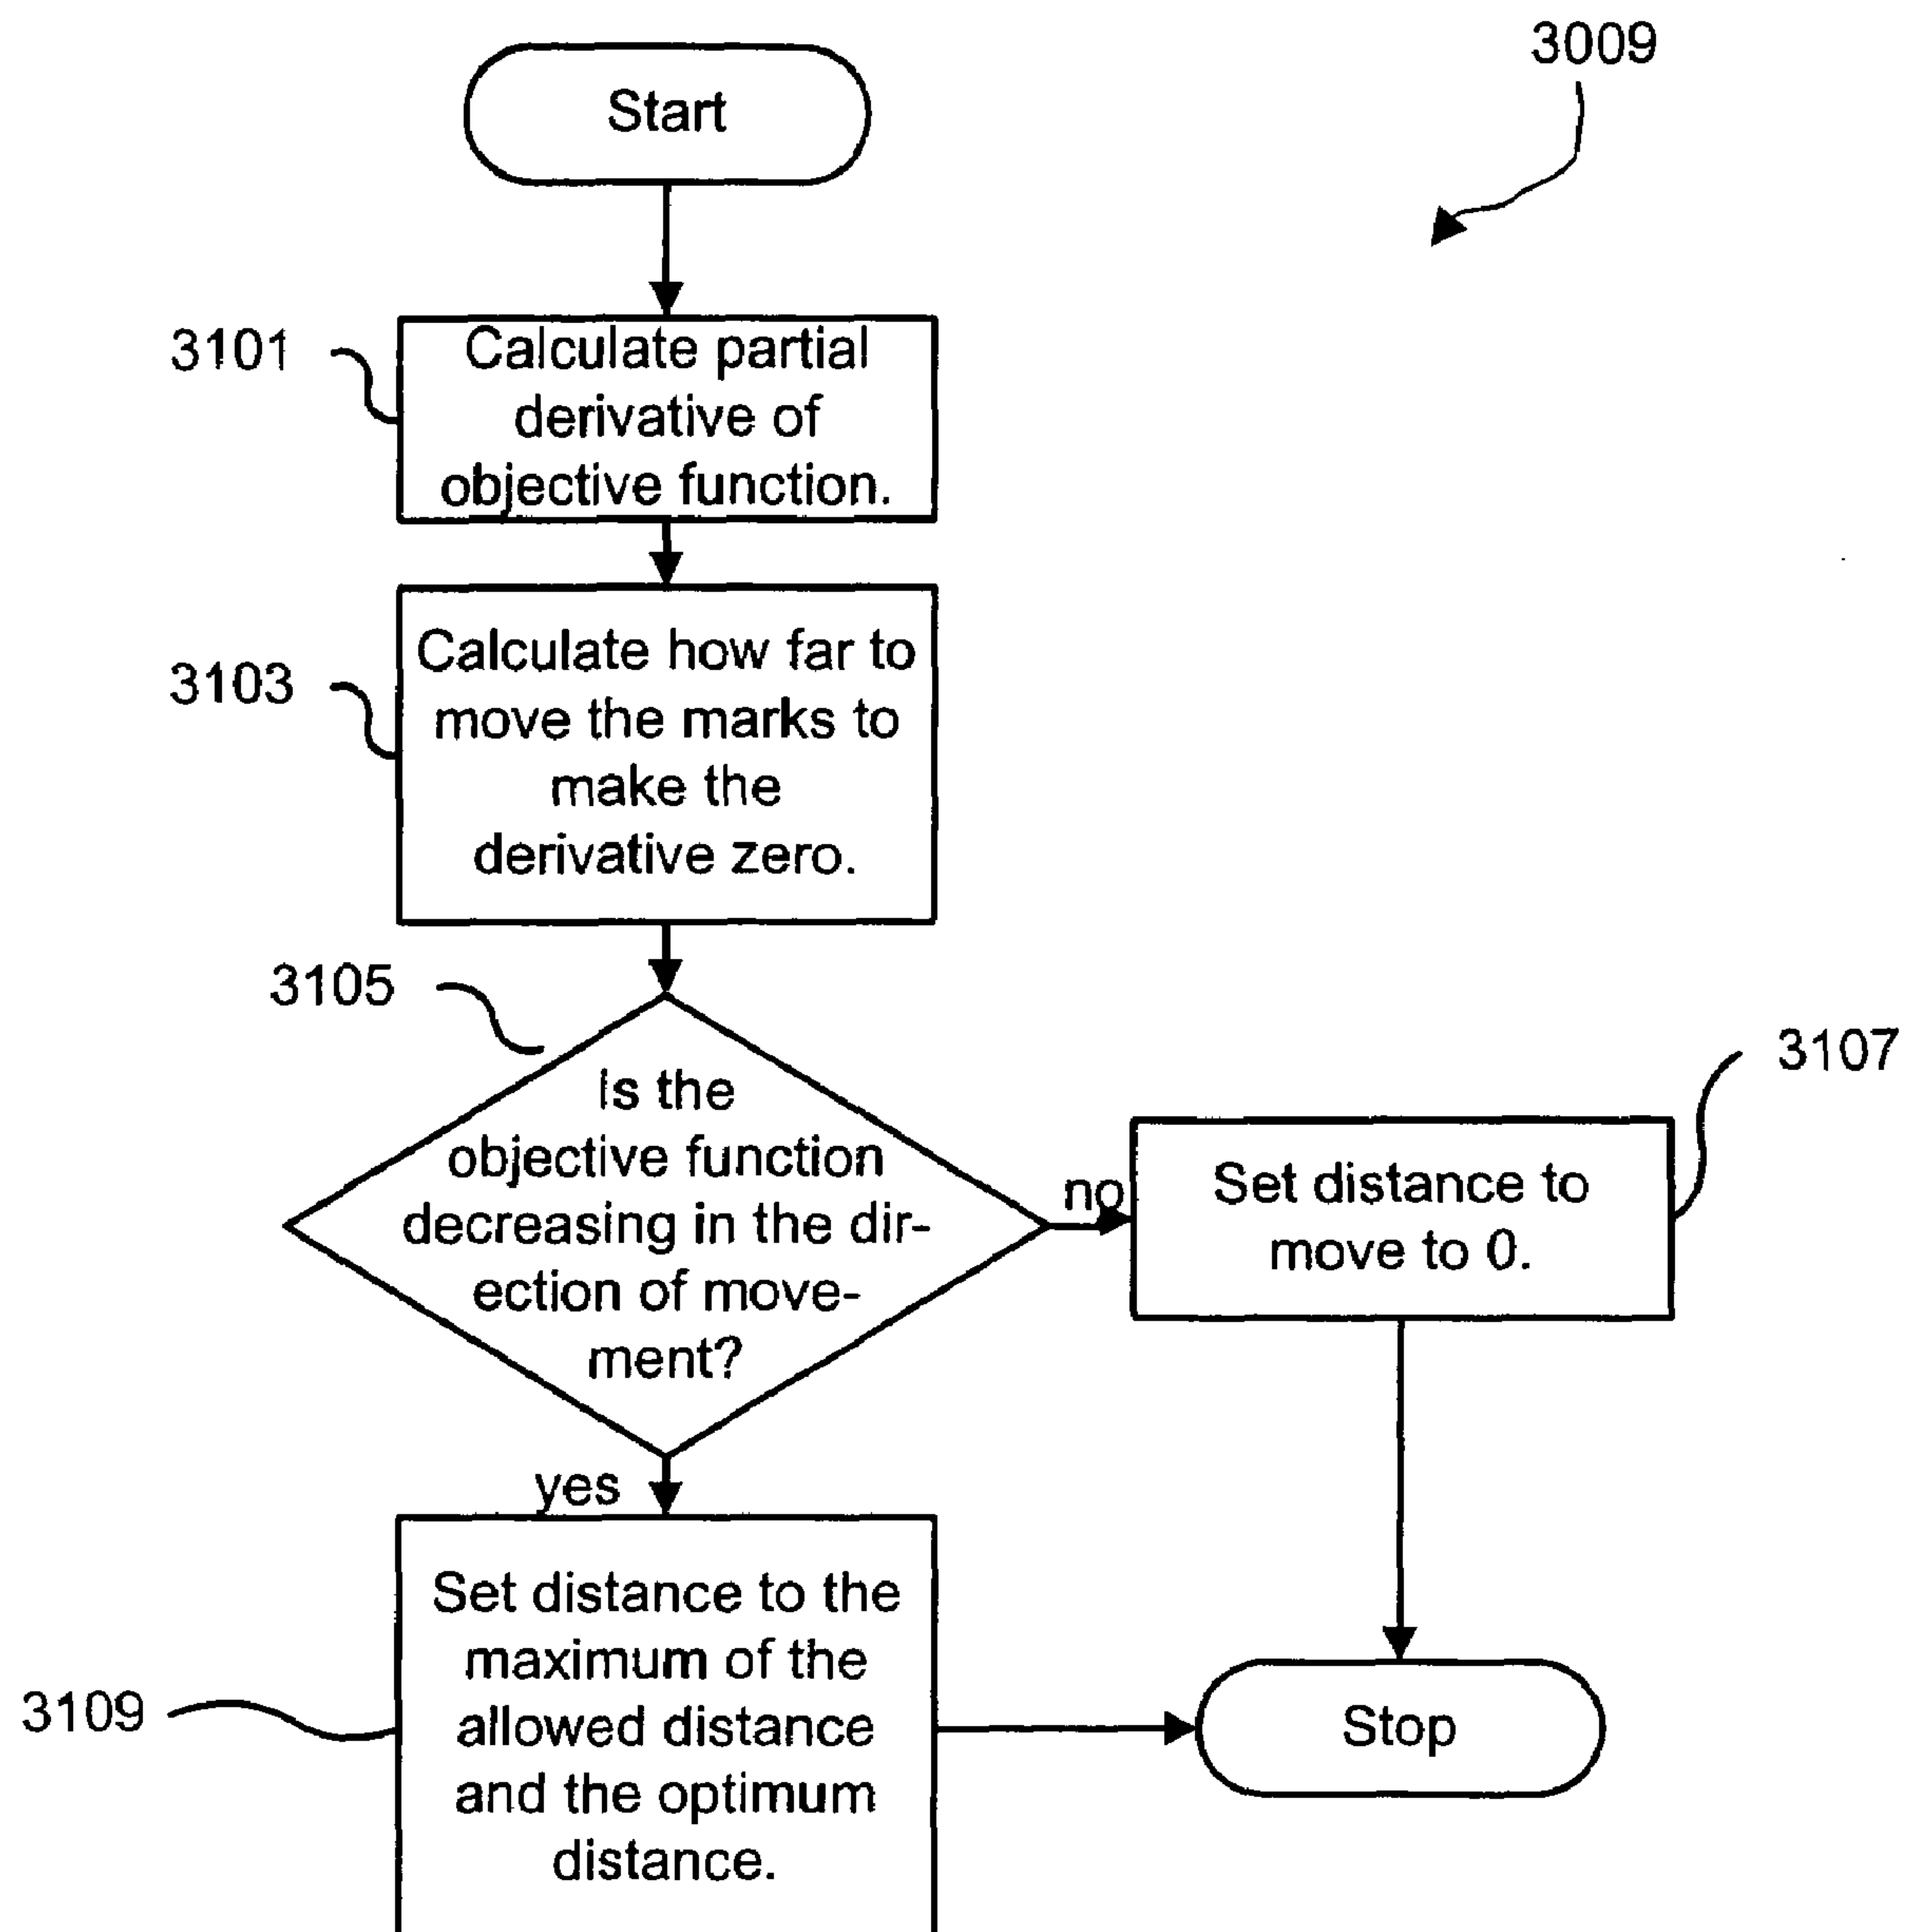 3009
Start
3101
Calculate partial
derivative of
objective function.
3103
Calculate how far to
move the marks to
make the
derivative zero.
3105
Is the
objective function
decreasing in the dir-
ection of move-
ment?
no
3107
Set distance to
move to 0.
yes
3109
Set distance to the
maximum of the
allowed distance
and the optimum
distance.
Stop